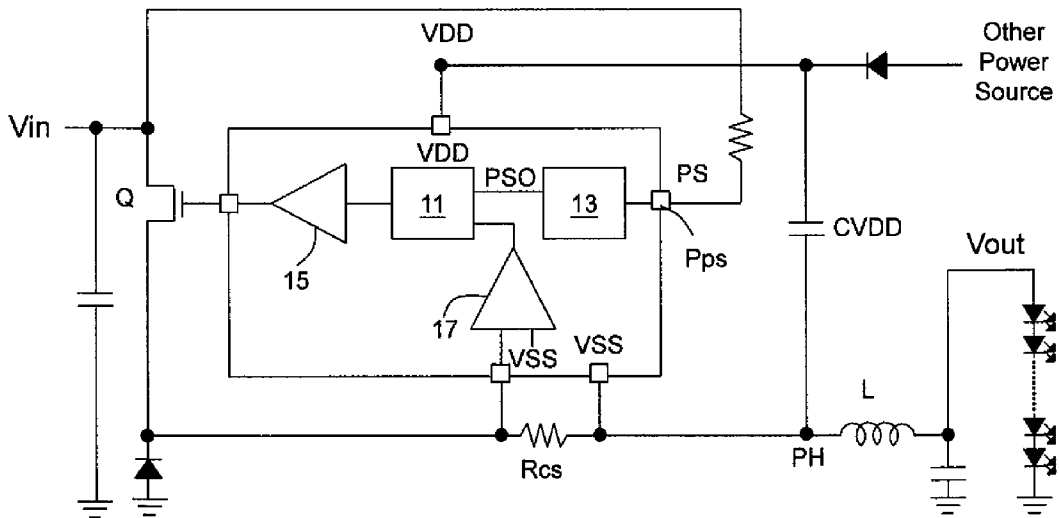 VDD
Other
Power
Source
Vin
VDD
PS
Q
PSO
11
13
Pps
CVDD
Vout
15
17
VSS
VSS
L
Rcs
PH